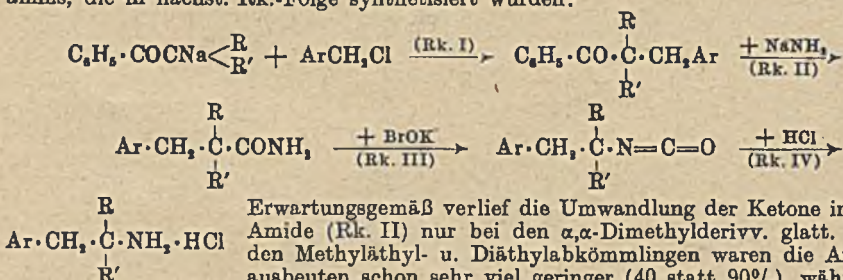 amins, die in nächst. Rk.-Folge synthetisiert wurden:
C₆H₅·COCNa<R R' + ArCH₂Cl (Rk. I) → C₆H₅·CO·C(R)(R')·CH₂Ar + NaNH₂ (Rk. II) →
Ar·CH₂·C(R)(R')·CONH₂ + BrOK (Rk. III) → Ar·CH₂·C(R)(R')·N=C=O + HCl (Rk. IV) →
Ar·CH₂·C(R)(R')·NH₂·HCl
Erwartungsgemäß verlief die Umwandlung der Ketone in
Amide (Rk. II) nur bei den α,α-Dimethylderivv. glatt.
den Methyläthyl- u. Diäthylabkömmlingen waren die
ausbeuten schon sehr viel geringer (40 statt 90%),